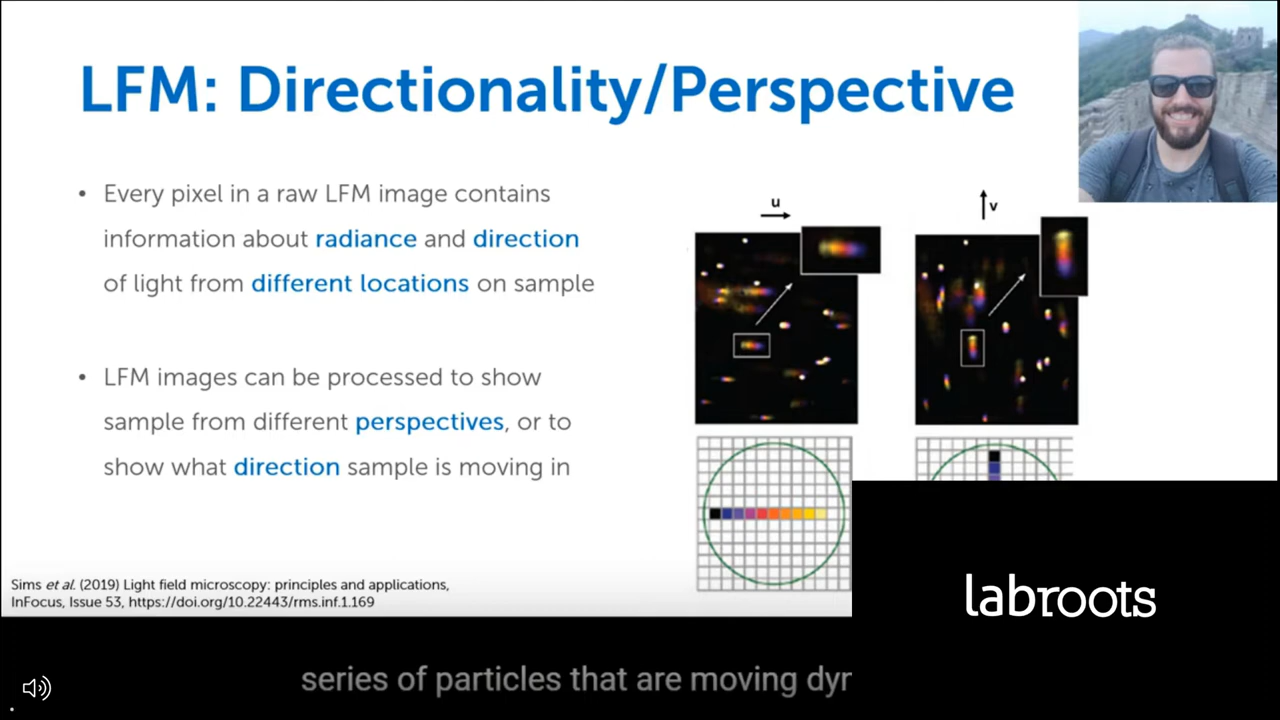 LFM: Directionality/Perspective
• Every pixel in a raw LFM image contains
information about radiance and direction
of light from different locations on sample
• LFM images can be processed to show
sample from different perspectives, or to
show what direction sample is moving in
u
v
Sims et al. (2019) Light field microscopy: principles and applications,
InFocus, Issue 53, https://doi.org/10.22443/rms.inf.1.169
labroots
series of particles that are moving